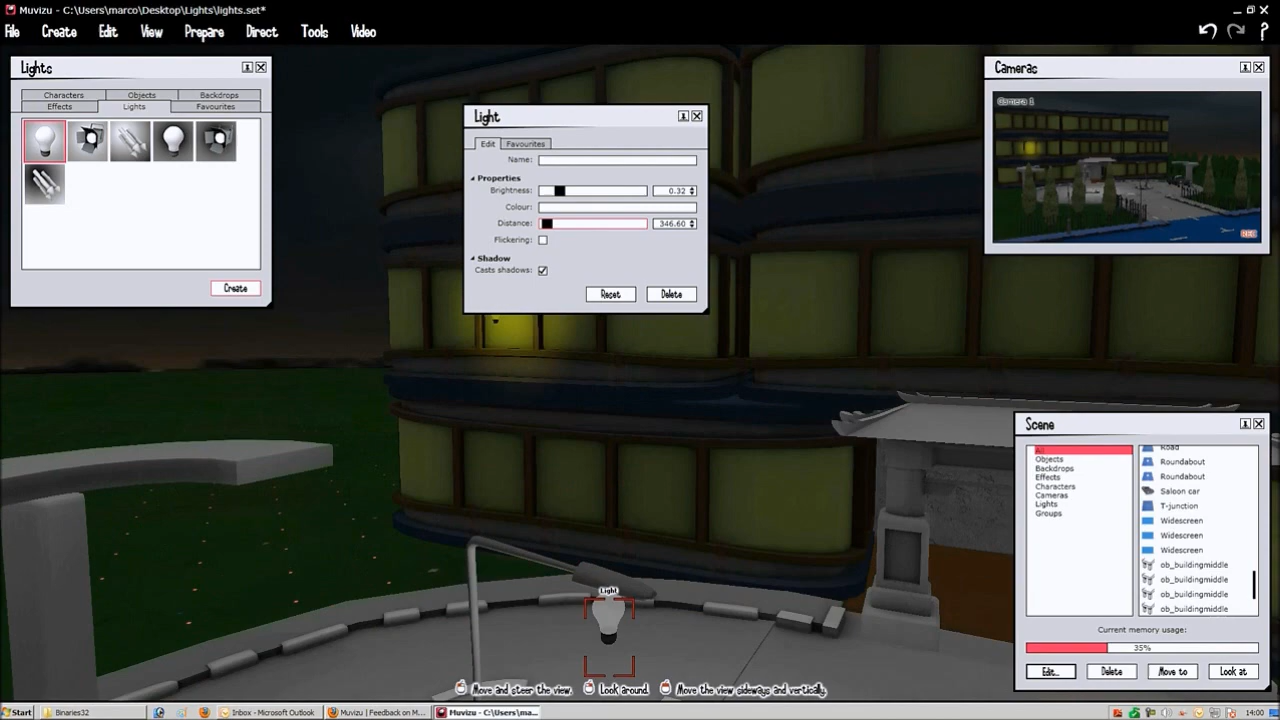 Muvizu - C:\Users\marco\Desktop\Lights\lights.set*
File Create Edit View Prepare Direct Tools Video ?
Lights
Characters Objects Backdrops
Effects Lights Favourites
Create
Light
Edit Favourites
Name:
Properties
Brightness: 0.32
Colour:
Distance: 346.60
Flickering:
Shadow
Casts shadows:
Reset Delete
Cameras
Camera 1
REC
Scene
All
Objects
Backdrops
Effects
Characters
Cameras
Lights
Groups
Road
Roundabout
Roundabout
Saloon car
T-junction
Widescreen
Widescreen
Widescreen
ob_buildingmiddle
ob_buildingmiddle
ob_buildingmiddle
ob_buildingmiddle
Current memory usage:
35%
Edit... Delete Move to Look at
Light
Move and steer the view. Look around. Move the view sideways and vertically.
Start Binaries32 Inbox - Microsoft Outlook Muvizu | Feedback on M... Muvizu - C:\Users\ma... 14:00